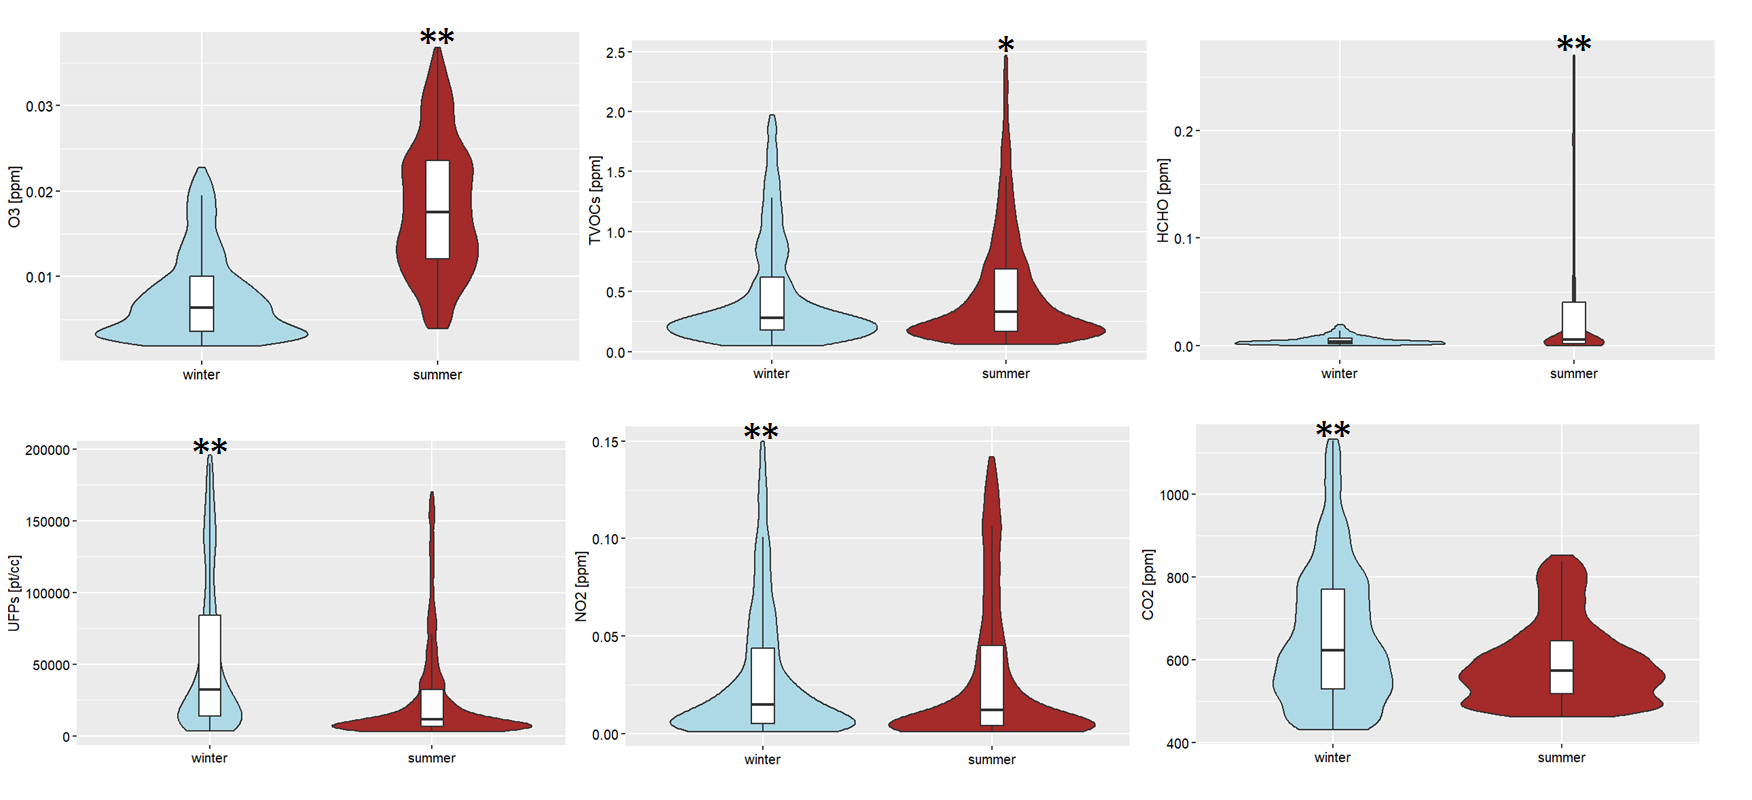 **
O3 [ppm]
0.03
0.02
0.01
winter
summer
*
TVOCs [ppm]
2.5
2.0
1.5
1.0
0.5
0.0
winter
summer
**
HCHO [ppm]
0.2
0.1
0.0
winter
summer
**
UFPs [pt/cc]
200000
150000
100000
50000
0
winter
summer
**
NO2 [ppm]
0.15
0.10
0.05
0.00
winter
summer
**
CO2 [ppm]
1000
800
600
400
winter
summer